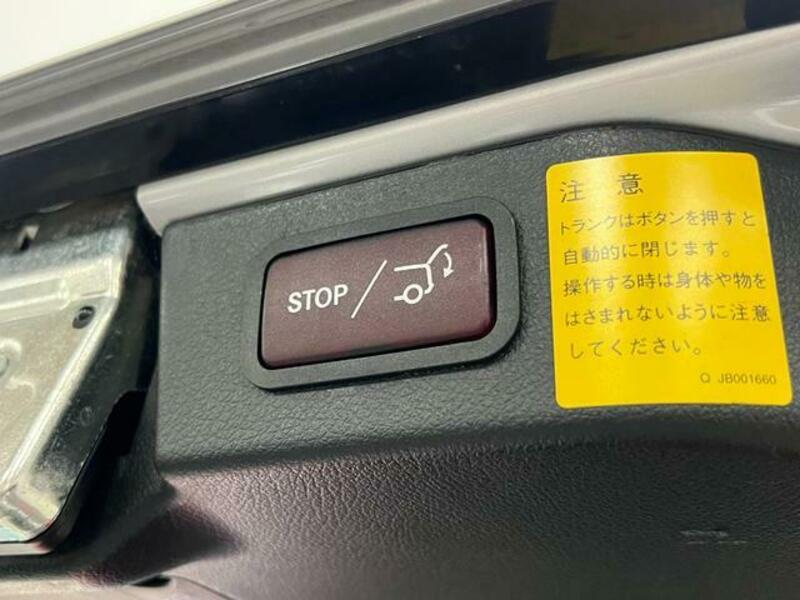 STOP/
注意
トランクはボタンを押すと
自動的に閉じます。
操作する時は身体や物を
はさまれないように注意
してください。
Q JB001660